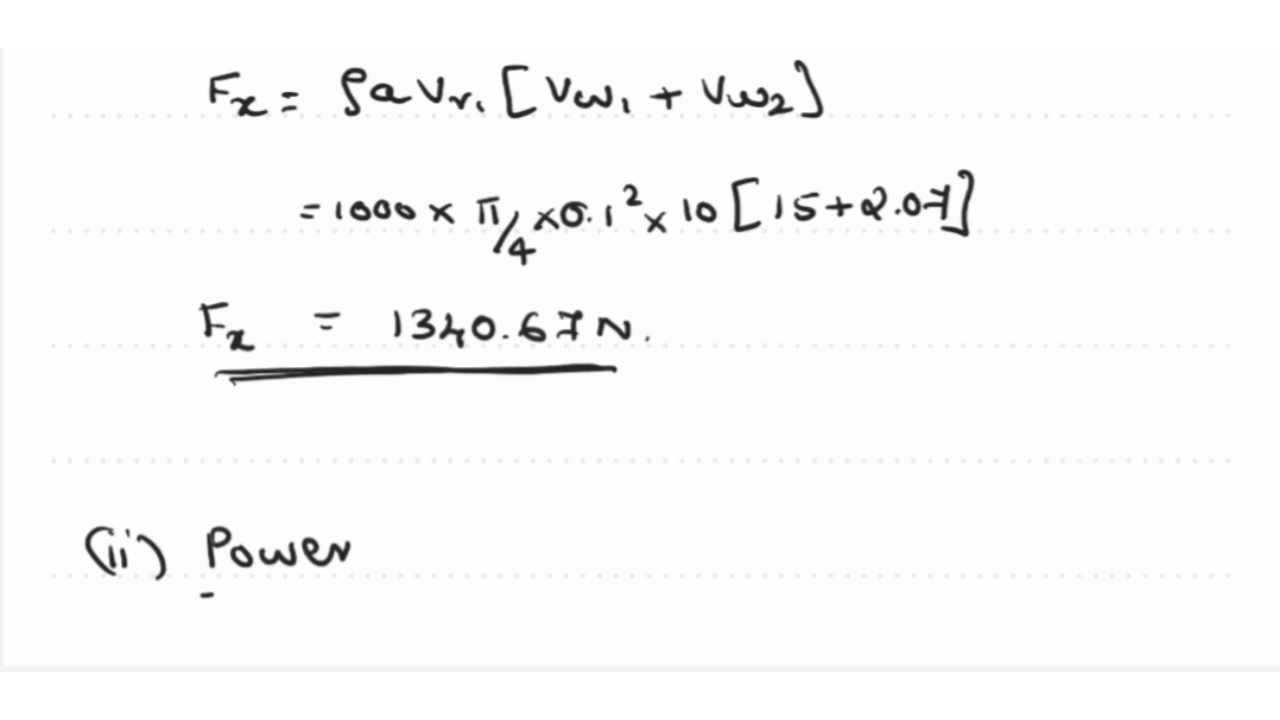 Fx = ρaVr₁ [Vw₁ + Vw₂]
= 1000 × π/4 × 0.1² × 10 [15 + 2.07]
Fx = 1340.67 N.
(ii) Power